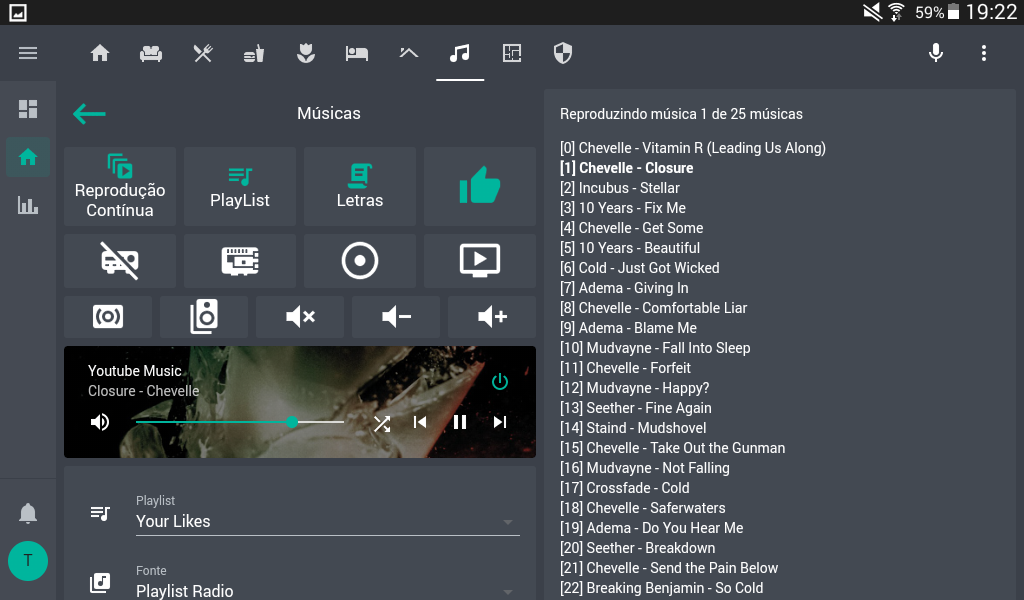 59% 19:22
Músicas
Reprodução
Contínua
PlayList
Letras
Youtube Music
Closure - Chevelle
Playlist
Your Likes
Fonte
Playlist Radio
T
Reproduzindo música 1 de 25 músicas
[0] Chevelle - Vitamin R (Leading Us Along)
[1] Chevelle - Closure
[2] Incubus - Stellar
[3] 10 Years - Fix Me
[4] Chevelle - Get Some
[5] 10 Years - Beautiful
[6] Cold - Just Got Wicked
[7] Adema - Giving In
[8] Chevelle - Comfortable Liar
[9] Adema - Blame Me
[10] Mudvayne - Fall Into Sleep
[11] Chevelle - Forfeit
[12] Mudvayne - Happy?
[13] Seether - Fine Again
[14] Staind - Mudshovel
[15] Chevelle - Take Out the Gunman
[16] Mudvayne - Not Falling
[17] Crossfade - Cold
[18] Chevelle - Saferwaters
[19] Adema - Do You Hear Me
[20] Seether - Breakdown
[21] Chevelle - Send the Pain Below
[22] Breaking Benjamin - So Cold